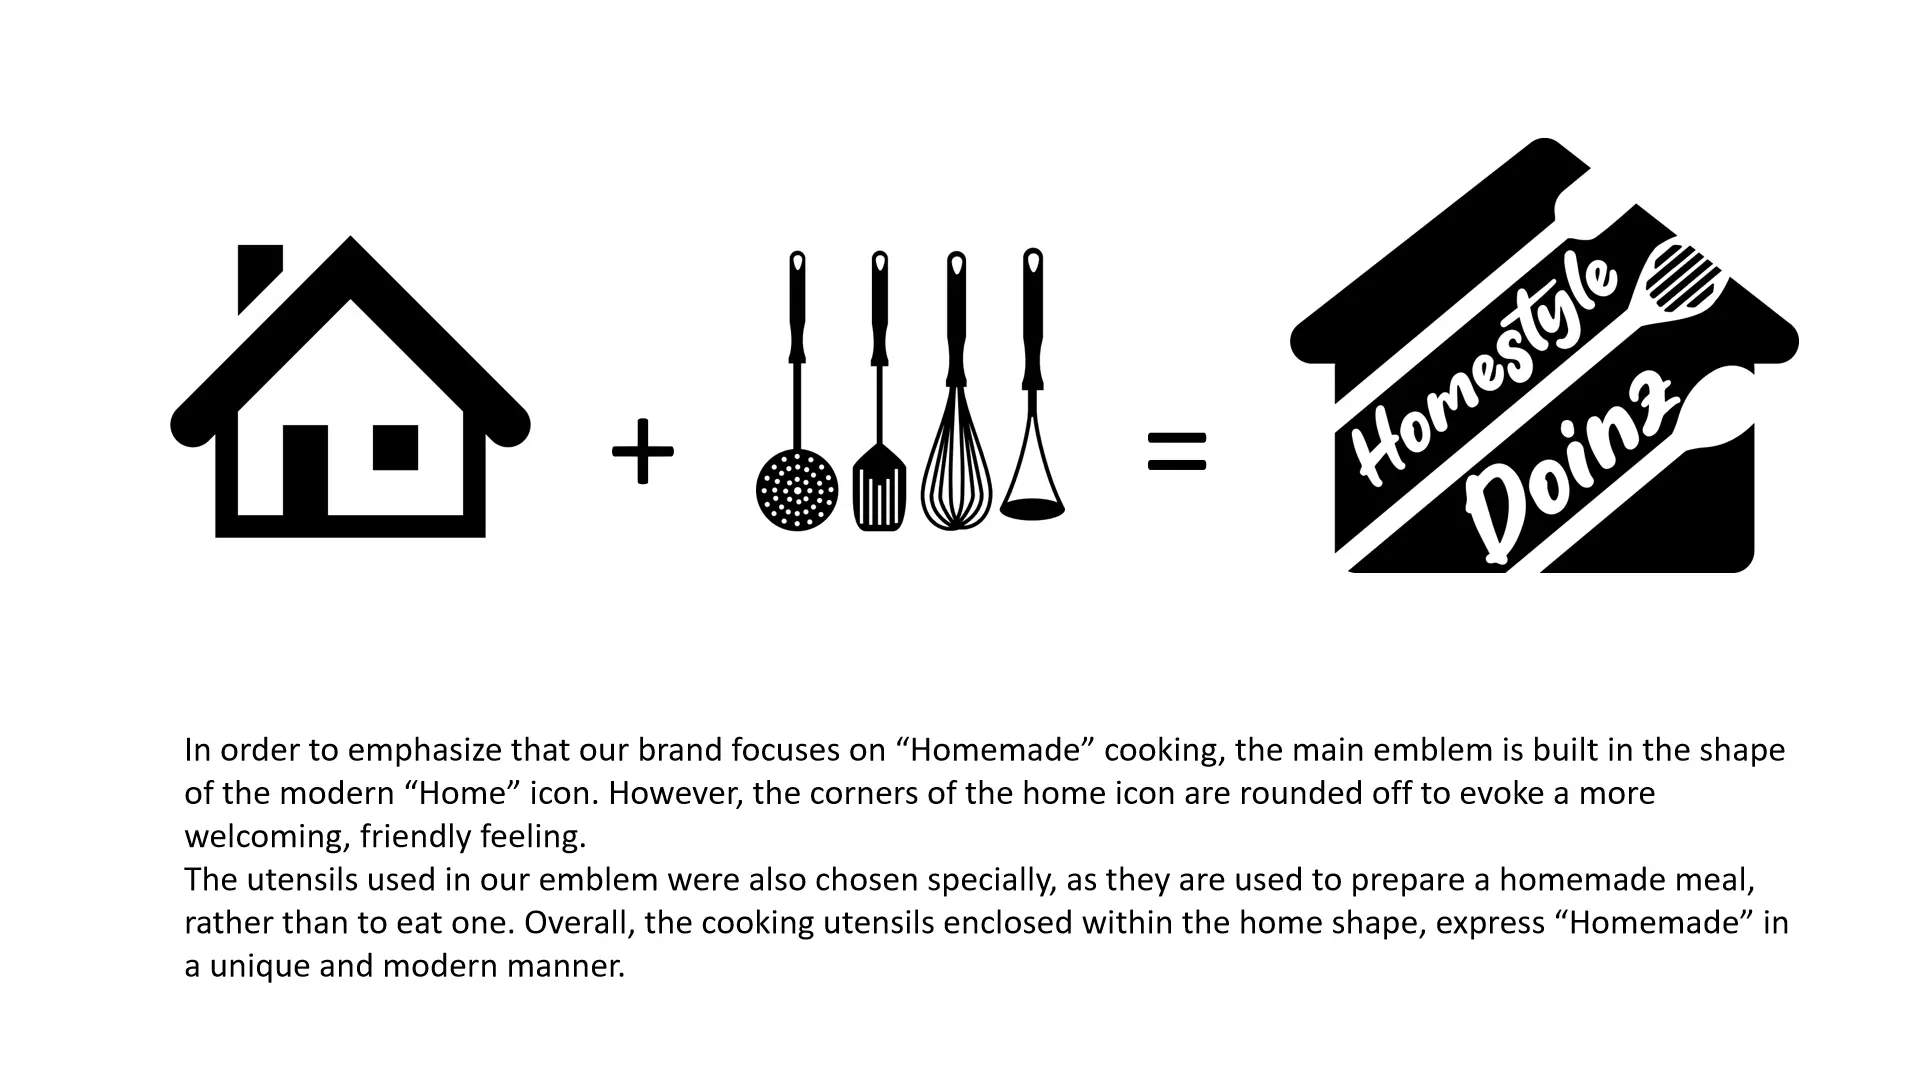 +
=
Homestyle
Doinz
In order to emphasize that our brand focuses on “Homemade” cooking, the main emblem is built in the shape
of the modern “Home” icon. However, the corners of the home icon are rounded off to evoke a more
welcoming, friendly feeling.
The utensils used in our emblem were also chosen specially, as they are used to prepare a homemade meal,
rather than to eat one. Overall, the cooking utensils enclosed within the home shape, express “Homemade” in
a unique and modern manner.